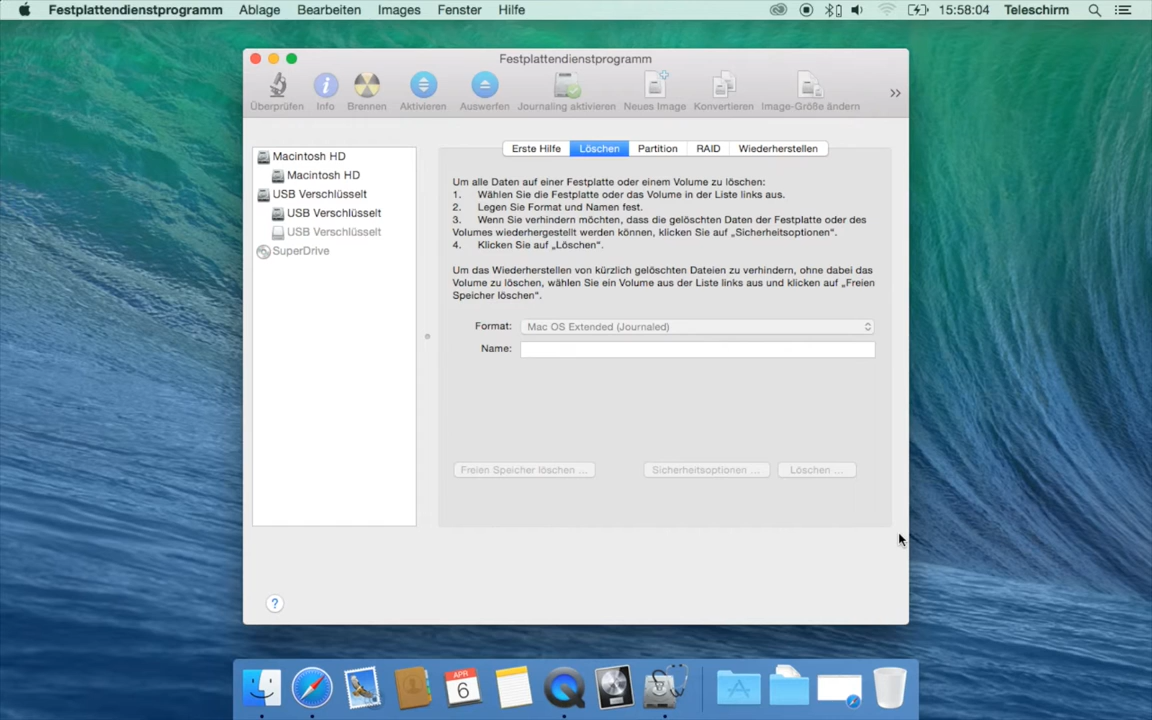 Festplattendienstprogramm Ablage Bearbeiten Images Fenster Hilfe 15:58:04 Teleschirm
Festplattendienstprogramm
Überprüfen Info Brennen Aktivieren Auswerfen Journaling aktivieren Neues Image Konvertieren Image-Größe ändern
Macintosh HD
Macintosh HD
USB Verschlüsselt
USB Verschlüsselt
USB Verschlüsselt
SuperDrive
Erste Hilfe Löschen Partition RAID Wiederherstellen
Um alle Daten auf einer Festplatte oder einem Volume zu löschen:
1. Wählen Sie die Festplatte oder das Volume in der Liste links aus.
2. Legen Sie Format und Namen fest.
3. Wenn Sie verhindern möchten, dass die gelöschten Daten der Festplatte oder des
Volumes wiederhergestellt werden können, klicken Sie auf „Sicherheitsoptionen“.
4. Klicken Sie auf „Löschen“.
Um das Wiederherstellen von kürzlich gelöschten Dateien zu verhindern, ohne dabei das
Volume zu löschen, wählen Sie ein Volume aus der Liste links aus und klicken auf „Freien
Speicher löschen“.
Format: Mac OS Extended (Journaled)
Name:
Freien Speicher löschen ... Sicherheitsoptionen ... Löschen ...
?
APR
6